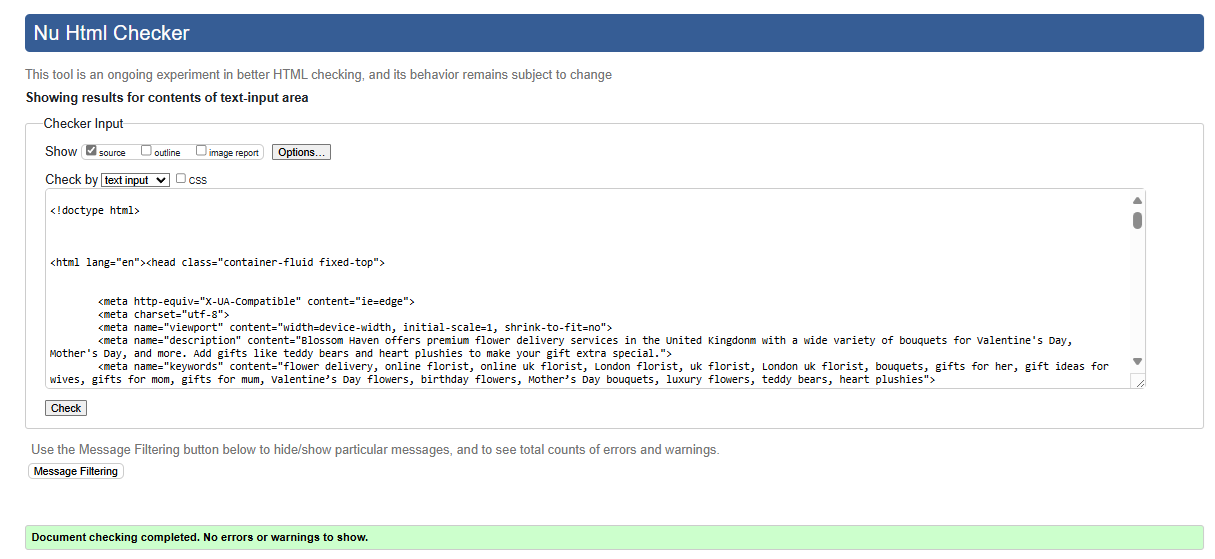 Nu Html Checker
This tool is an ongoing experiment in better HTML checking, and its behavior remains subject to change
Showing results for contents of text-input area
Checker Input
Show source outline image report Options...
Check by text input CSS
<!doctype html>
<html lang="en"><head class="container-fluid fixed-top">
<meta http-equiv="X-UA-Compatible" content="ie=edge">
<meta charset="utf-8">
<meta name="viewport" content="width=device-width, initial-scale=1, shrink-to-fit=no">
<meta name="description" content="Blossom Haven offers premium flower delivery services in the United Kingdonm with a wide variety of bouquets for Valentine's Day,
Mother's Day, and more. Add gifts like teddy bears and heart plushies to make your gift extra special.">
<meta name="keywords" content="flower delivery, online florist, online uk florist, London florist, uk florist, London uk florist, bouquets, gifts for her, gift ideas for
wives, gifts for mom, gifts for mum, Valentine’s Day flowers, birthday flowers, Mother’s Day bouquets, luxury flowers, teddy bears, heart plushies">
Check
Use the Message Filtering button below to hide/show particular messages, and to see total counts of errors and warnings.
Message Filtering
Document checking completed. No errors or warnings to show.